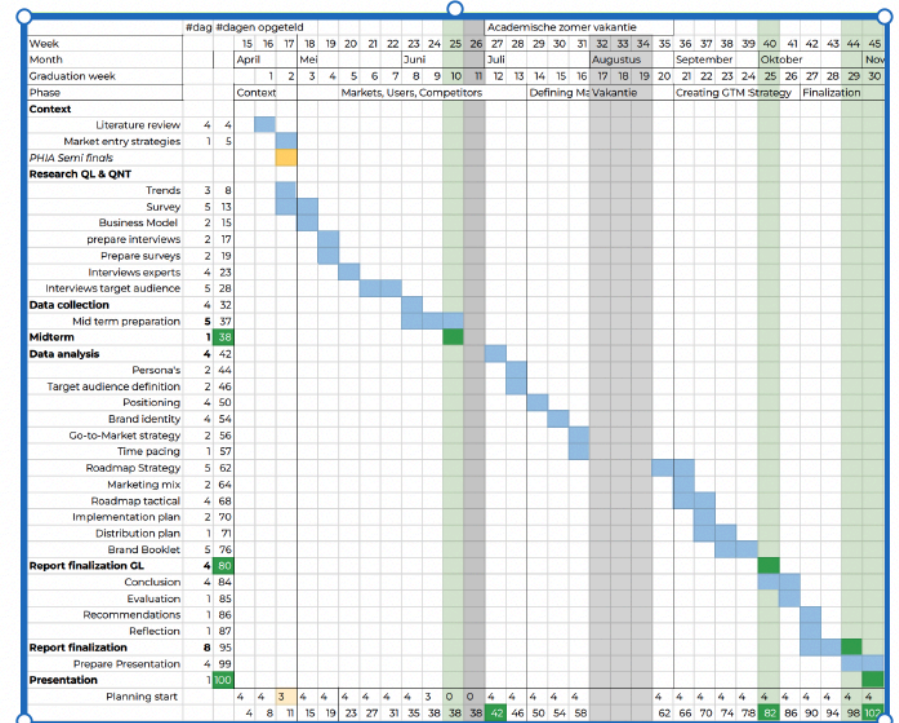 #dag #dagen opgeteld Academische zomer vakantie
Week 15 16 17 18 19 20 21 22 23 24 25 26 27 28 29 30 31 32 33 34 35 36 37 38 39 40 41 42 43 44 45
Month April Mei Juni Juli Augustus September Oktober Nov
Graduation week 1 2 3 4 5 6 7 8 9 10 11 12 13 14 15 16 17 18 19 20 21 22 23 24 25 26 27 28 29 30
Phase Context Markets, Users, Competitors Defining Ma Vakantie Creating GTM Strategy Finalization
Context
Literature review 4 4
Market entry strategies 1 5
PHIA Semi finals
Research QL & QNT
Trends 3 8
Survey 5 13
Business Model 2 15
prepare interviews 2 17
Prepare surveys 2 19
Interviews experts 4 23
Interviews target audience 5 28
Data collection 4 32
Mid term preparation 5 37
Midterm 1 38
Data analysis 4 42
Persona's 2 44
Target audience definition 2 46
Positioning 4 50
Brand identity 4 54
Go-to-Market strategy 2 56
Time pacing 1 57
Roadmap Strategy 5 62
Marketing mix 2 64
Roadmap tactical 4 68
Implementation plan 2 70
Distribution plan 1 71
Brand Booklet 5 76
Report finalization GL 4 80
Conclusion 4 84
Evaluation 1 85
Recommendations 1 86
Reflection 1 87
Report finalization 8 95
Prepare Presentation 4 99
Presentation 1 100
Planning start 4 4 3 4 4 4 4 4 4 3 0 0 4 4 4 4 4 4 4 4 4 4 4 4 4 4 4 4
4 8 11 15 19 23 27 31 35 38 38 38 42 46 50 54 58 62 66 70 74 78 82 86 90 94 98 102